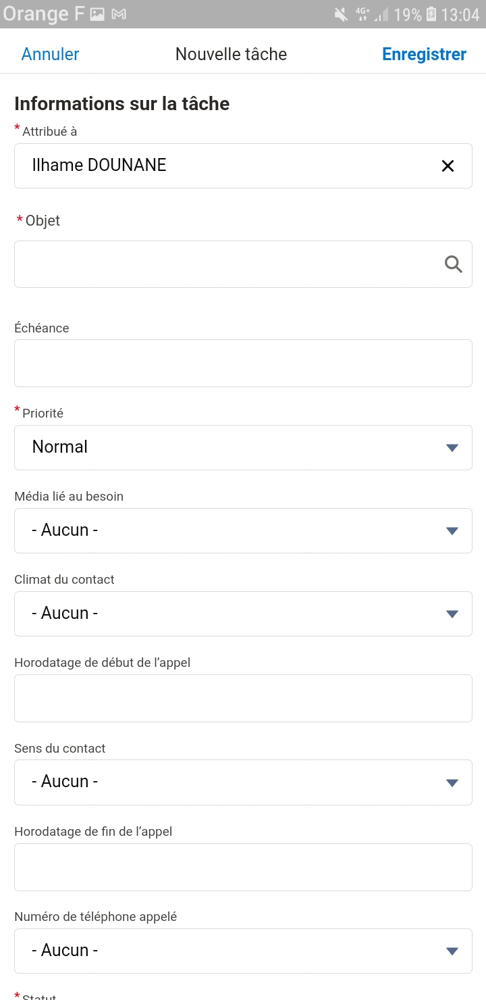 Orange F 4G+ 19% 13:04
Annuler Nouvelle tâche Enregistrer
Informations sur la tâche
* Attribué à
Ilhame DOUNANE
* Objet
Échéance
* Priorité
Normal
Média lié au besoin
- Aucun -
Climat du contact
- Aucun -
Horodatage de début de l’appel
Sens du contact
- Aucun -
Horodatage de fin de l’appel
Numéro de téléphone appelé
- Aucun -
* Statut